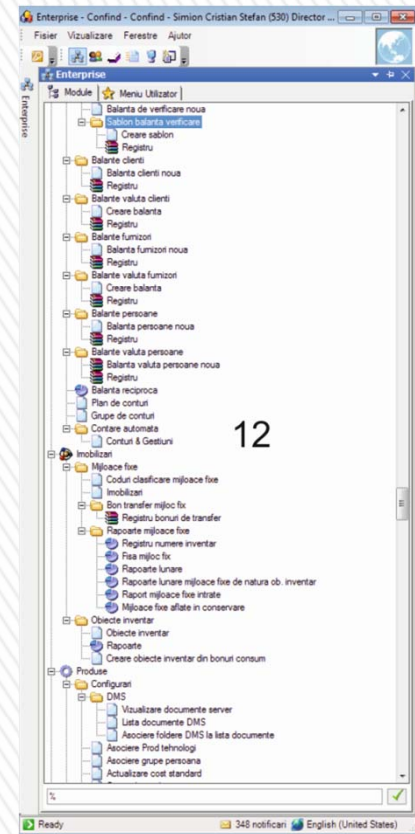 Enterprise - Confind - Confind - Simion Cristian Stefan (530) Director ...
Fisier Vizualizare Ferestre Ajutor
Enterprise
Module Meniu Utilizator
Enterprise
Balanta de verificare noua
Sablon balanta verificare
Creare sablon
Registru
Balante clienti
Balanta clienti noua
Registru
Balante valuta clienti
Creare balanta
Registru
Balante furnizori
Balanta furnizori noua
Registru
Balante valuta furnizori
Creare balanta
Registru
Balante persoane
Balanta persoane noua
Registru
Balante valuta persoane
Balanta valuta persoane noua
Registru
Balanta reciproca
Plan de conturi
Grupe de conturi
Contare automata
Conturi & Gestiuni
12
Imobilizari
Mijloace fixe
Coduri clasificare mijloace fixe
Imobilizari
Bon transfer mijloc fix
Registru bonuri de transfer
Rapoarte mijloace fixe
Registru numere inventar
Fisa mijloc fix
Rapoarte lunare
Rapoarte lunare mijloace fixe de natura ob. inventar
Raport mijloace fixe intrate
Mijloace fixe aflate in conservare
Obiecte inventar
Obiecte inventar
Rapoarte
Creare obiecte inventar din bonuri consum
Produse
Configurari
DMS
Vizualizare documente server
Lista documente DMS
Asociere foldere DMS la lista documente
Asociere Prod tehnologi
Asociere grupe persoana
Actualizare cost standard
Ready 348 notificari English (United States)